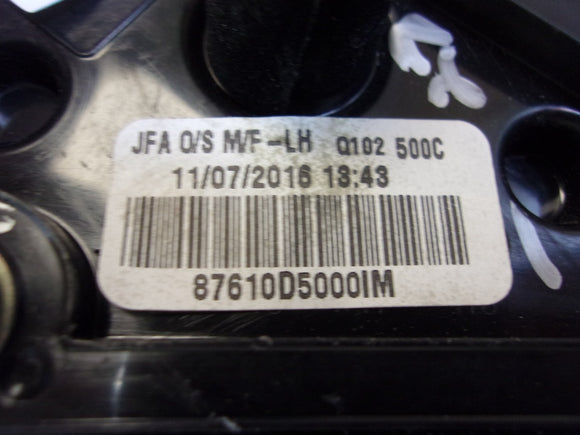 JFA O/S M/F-LH Q102 500C
11/07/2016 13:43
87610D5000IM